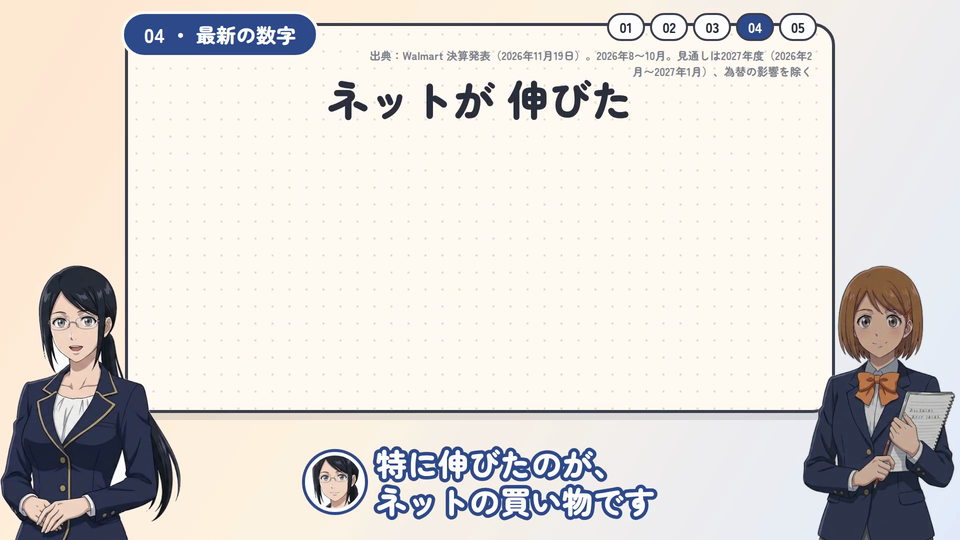 04 ・ 最新の数字
01 02 03 04 05
出典：Walmart 決算発表（2026年11月19日）。2026年8〜10月。見通しは2027年度（2026年2
月〜2027年1月）、為替の影響を除く
ネットが 伸びた
特に伸びたのが、
ネットの買い物です